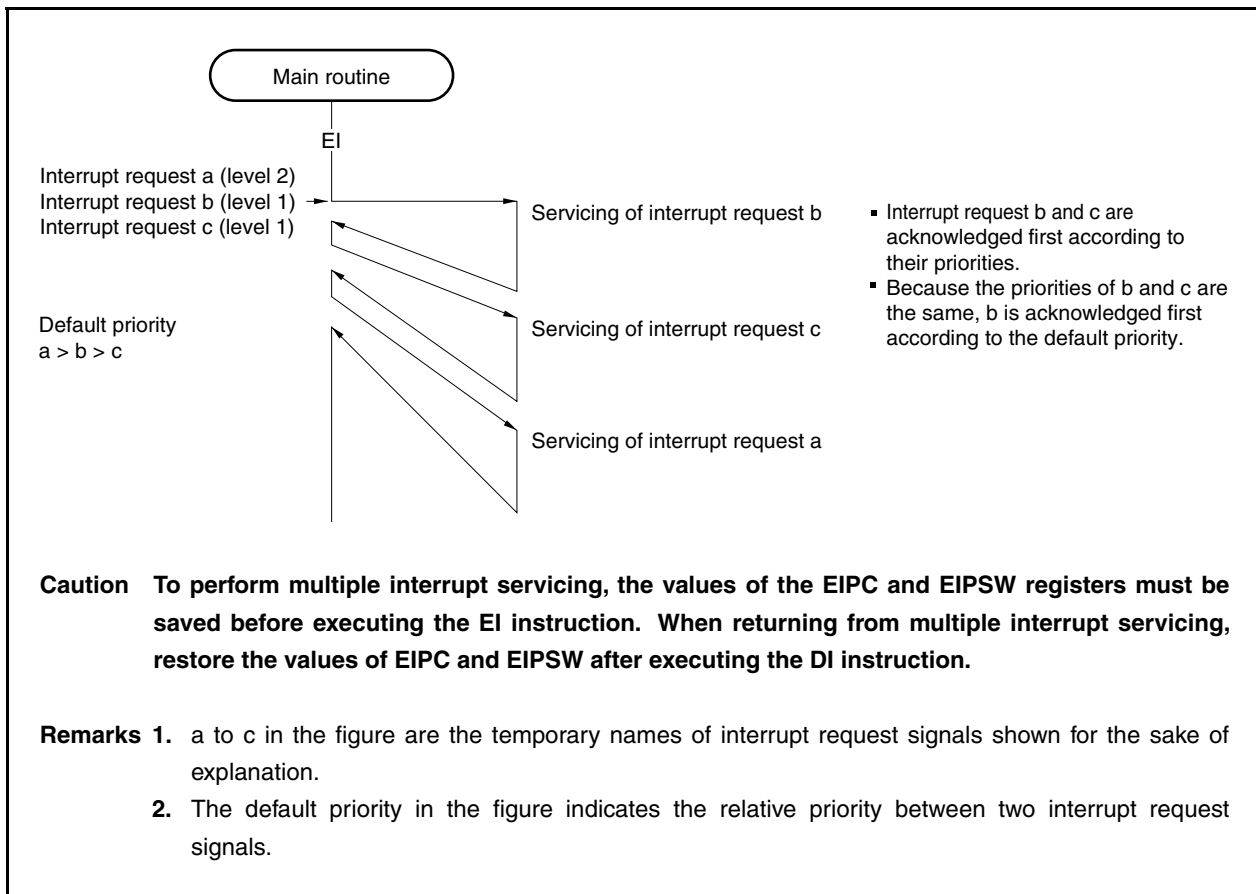 Main routine
EI
Interrupt request a (level 2)
Interrupt request b (level 1)
Interrupt request c (level 1)
Servicing of interrupt request b
▪ Interrupt request b and c are
acknowledged first according to
their priorities.
▪ Because the priorities of b and c are
the same, b is acknowledged first
according to the default priority.
Default priority
a > b > c
Servicing of interrupt request c
Servicing of interrupt request a
Caution To perform multiple interrupt servicing, the values of the EIPC and EIPSW registers must be
saved before executing the EI instruction. When returning from multiple interrupt servicing,
restore the values of EIPC and EIPSW after executing the DI instruction.
Remarks 1. a to c in the figure are the temporary names of interrupt request signals shown for the sake of
explanation.
2. The default priority in the figure indicates the relative priority between two interrupt request
signals.